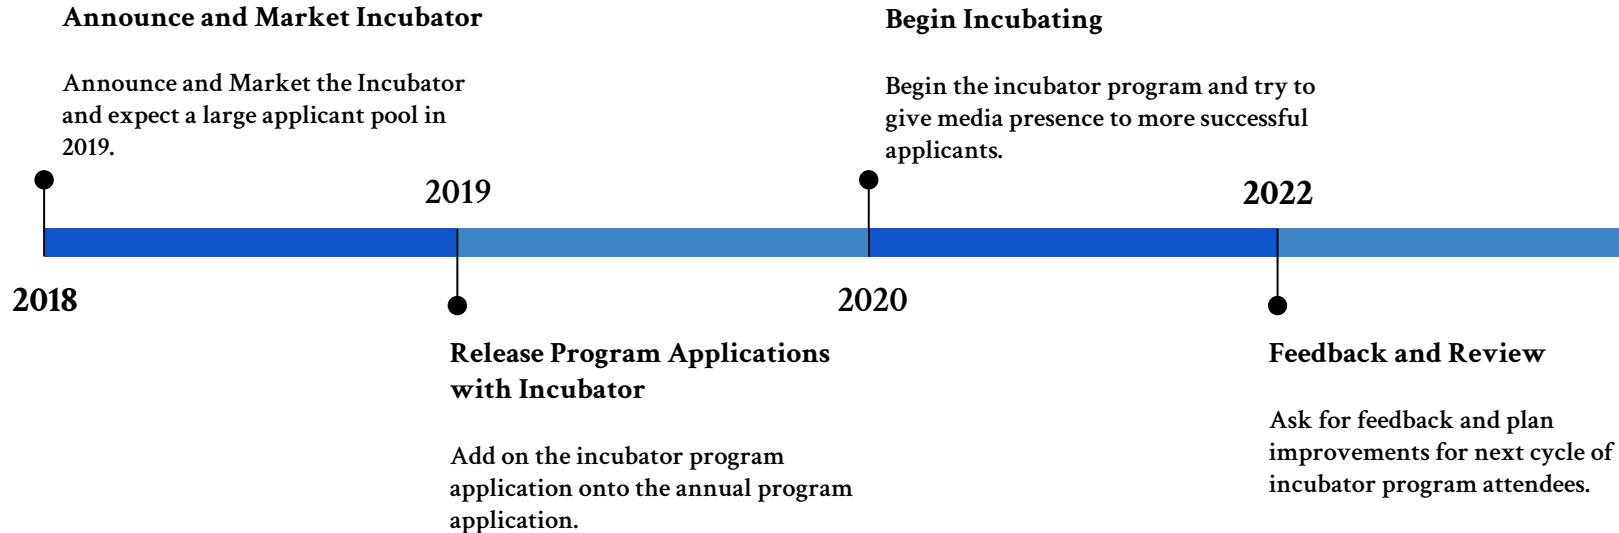 Announce and Market Incubator
Announce and Market the Incubator
and expect a large applicant pool in
2019.
2018
2019
Release Program Applications
with Incubator
Add on the incubator program
application onto the annual program
application.
Begin Incubating
Begin the incubator program and try to
give media presence to more successful
applicants.
2020
2022
Feedback and Review
Ask for feedback and plan
improvements for next cycle of
incubator program attendees.